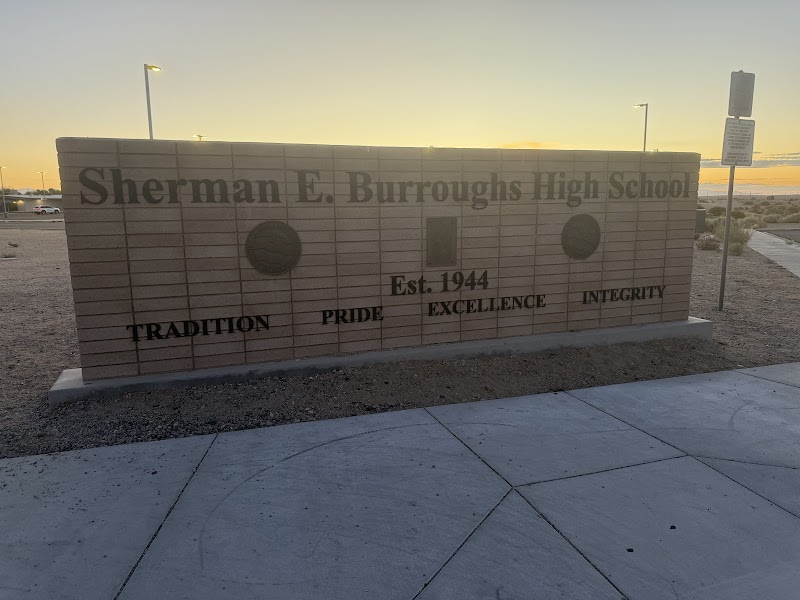 Sherman E. Burroughs High School
Est. 1944
TRADITION PRIDE EXCELLENCE INTEGRITY